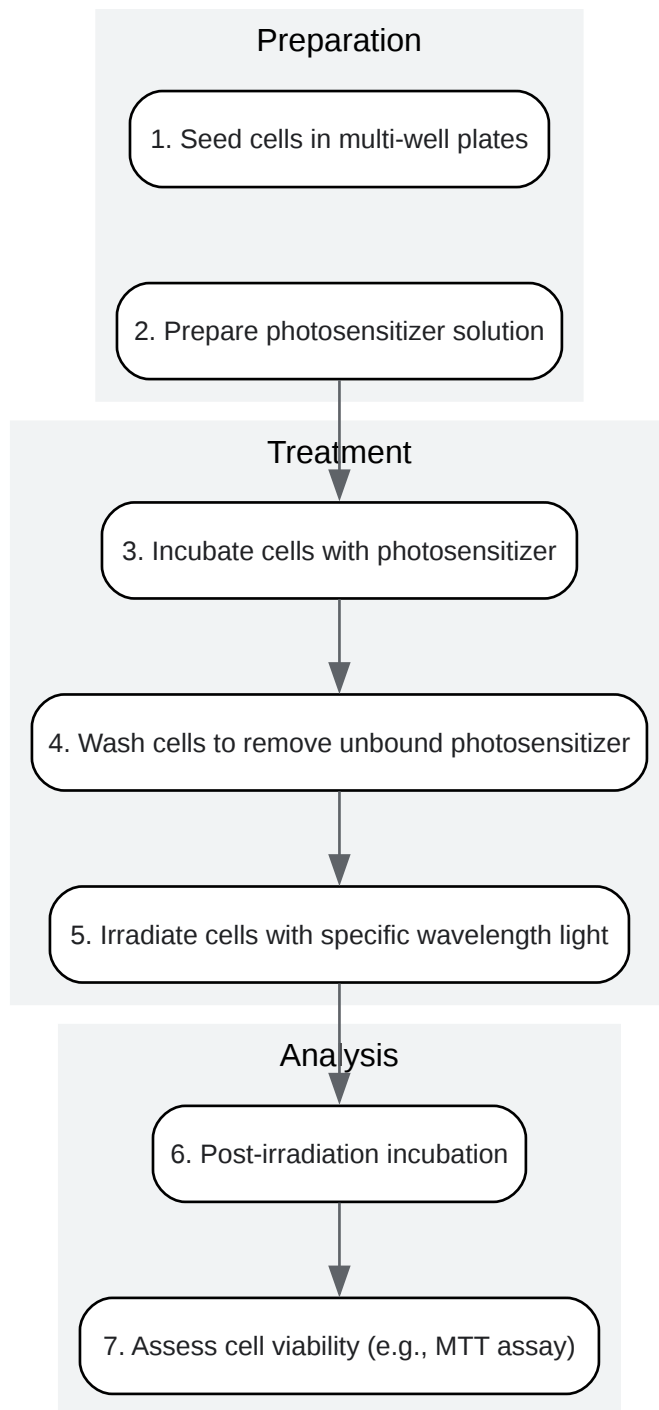 Preparation
1. Seed cells in multi-well plates
2. Prepare photosensitizer solution
Treatment
3. Incubate cells with photosensitizer
4. Wash cells to remove unbound photosensitizer
5. Irradiate cells with specific wavelength light
Analysis
6. Post-irradiation incubation
7. Assess cell viability (e.g., MTT assay)